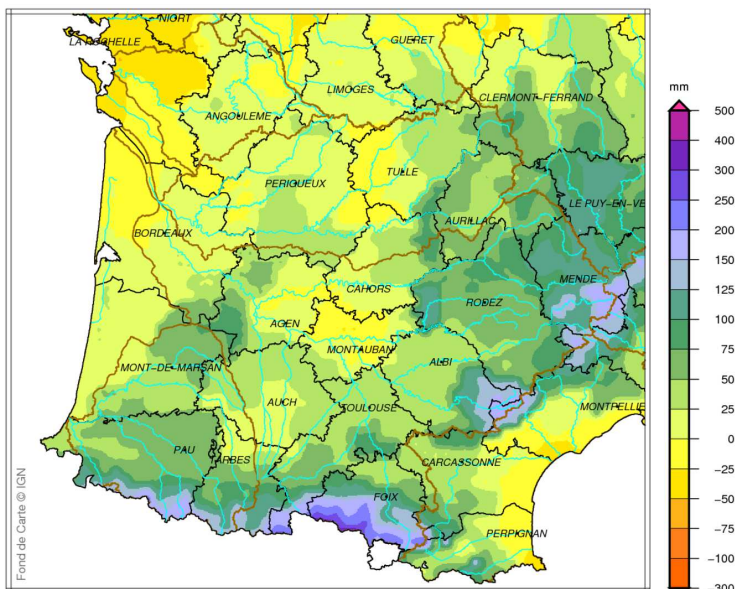 NIORT
LA ROCHELLE
GUERET
LIMOGES
CLERMONT-FERRAND
ANGOULEME
PERIGUEUX
TULLE
LE PUY-EN-VE
AURILLAC
BORDEAUX
MENDE
CAHORS
RODEZ
AGEN
MONTAUBAN
ALBI
MONT-DE-MARSAN
AUCH
TOULOUSE
MONTPELLIE
PAU
TARBES
CARCASSONNE
FOIX
PERPIGNAN
Fond de Carte © IGN
mm
500
400
300
250
200
150
125
100
75
50
25
0
-25
-50
-75
-100
-300